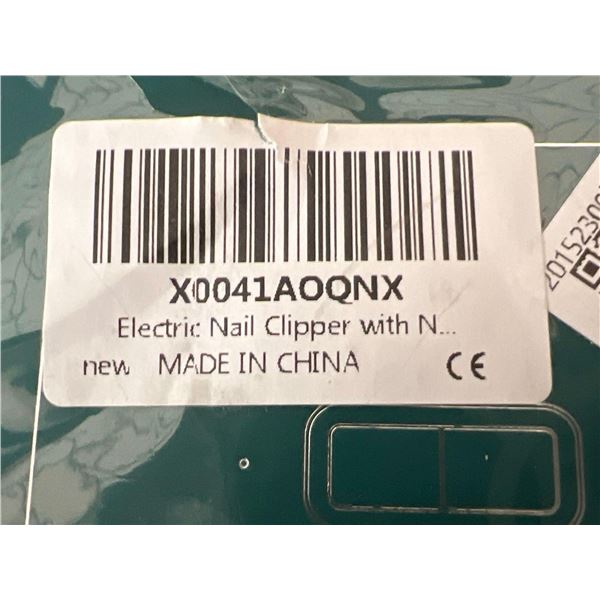 X0041AOQNX
Electric Nail Clipper with N...
new MADE IN CHINA CE